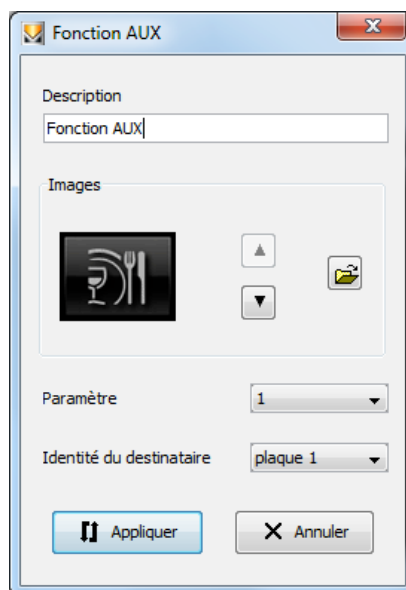 Fonction AUX
Description
Fonction AUX
Images
Paramètre 1
Identité du destinataire plaque 1
Appliquer Annuler